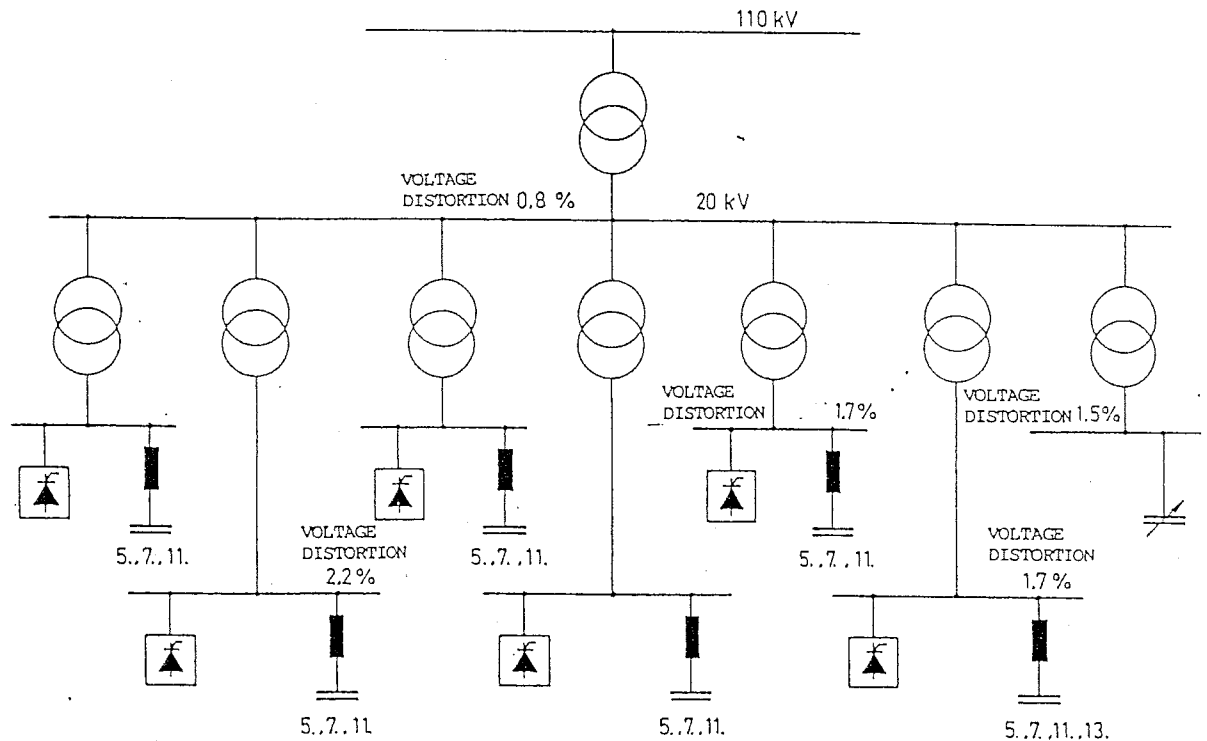 110 kV
VOLTAGE
DISTORTION 0,8 %
20 kV
VOLTAGE
DISTORTION 1.7%
VOLTAGE
DISTORTION 1.5%
5.,7.,11.
VOLTAGE
DISTORTION
2,2 %
5.,7.,11.
5.,7.,11.
VOLTAGE
DISTORTION
1,7 %
5.,7.,11.
5.,7.,11.
5.,7.,11.,13.